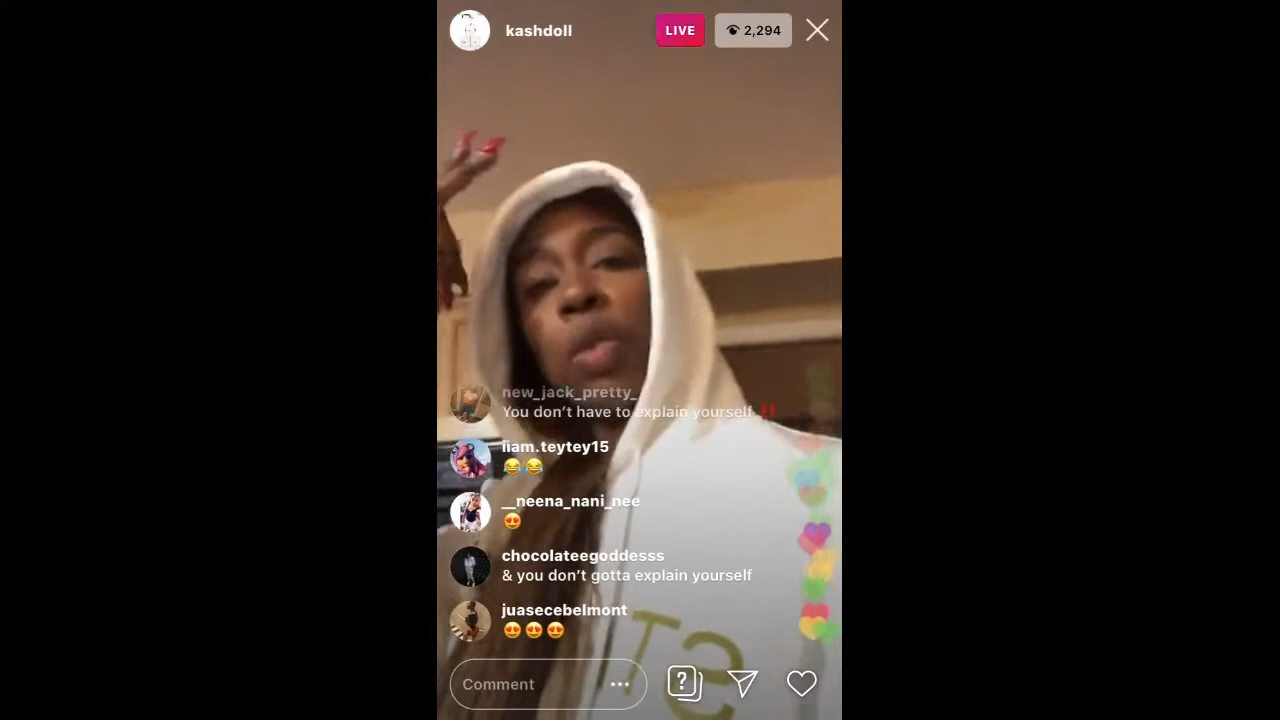 kashdoll
LIVE
2,294
new_jack_pretty_
You don't have to explain yourself ‼️
iiam.teytey15
😂😂
__neena_nani_nee
😍
chocolateegoddesss
& you don't gotta explain yourself
juasecebelmont
😍😍😍
Comment